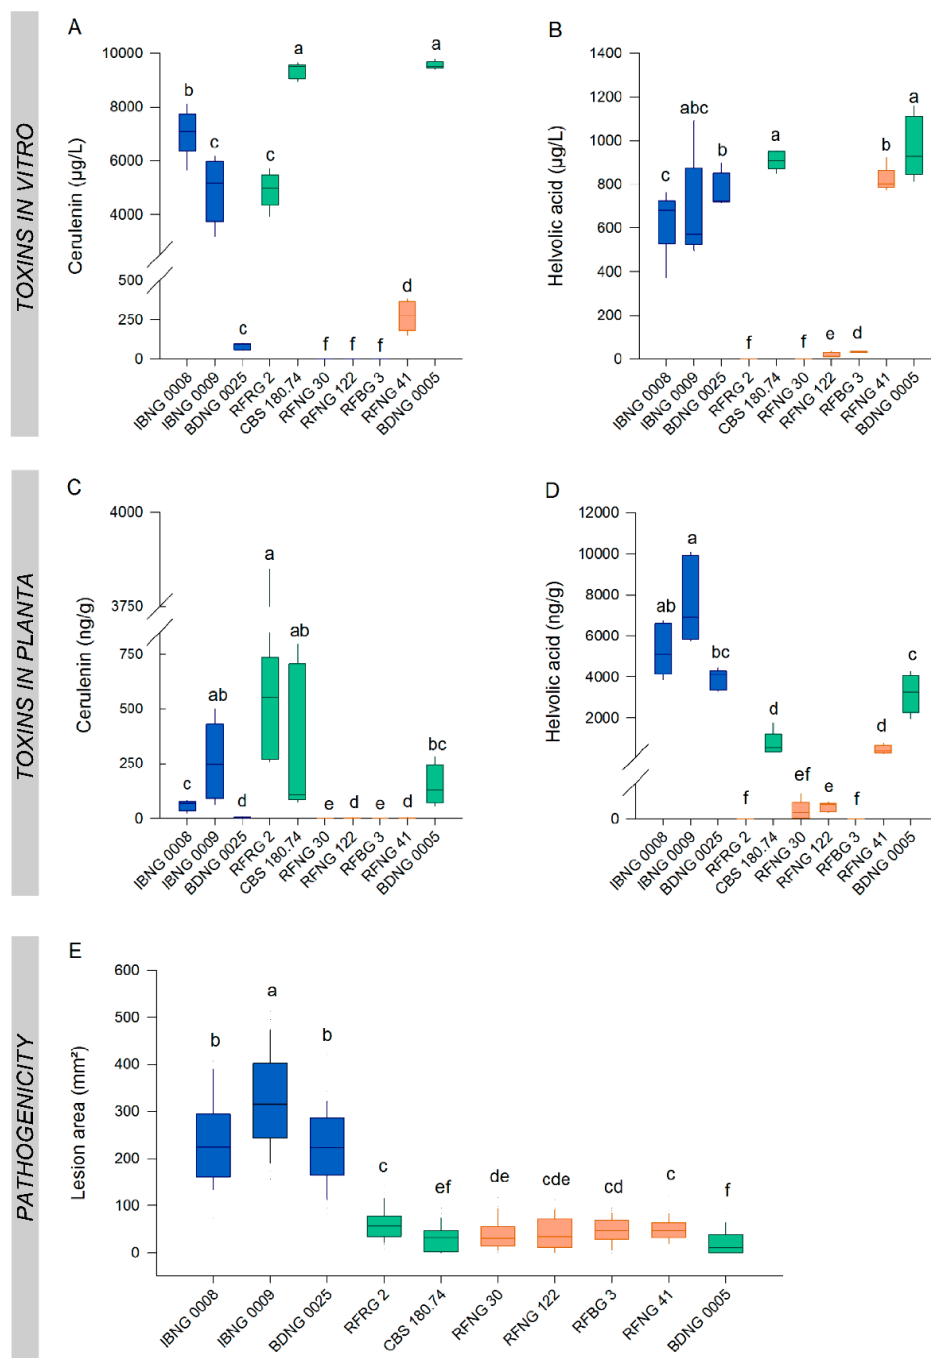 TOXINS IN VITRO
A
Cerulenin (µg/L)
10000
8000
6000
4000
500
250
0
b
c
c
c
a
f
f
f
d
a
IBNG 0008
IBNG 0009
BDNG 0025
RFRG 2
CBS 180.74
RFNG 30
RFNG 122
RFBG 3
RFNG 41
BDNG 0005
B
Helvolic acid (µg/L)
1400
1200
1000
800
600
400
200
0
c
abc
b
f
a
f
e
d
b
a
IBNG 0008
IBNG 0009
BDNG 0025
RFRG 2
CBS 180.74
RFNG 30
RFNG 122
RFBG 3
RFNG 41
BDNG 0005
TOXINS IN PLANTA
C
Cerulenin (ng/g)
4000
3750
750
500
250
0
c
ab
d
a
ab
e
d
e
d
bc
IBNG 0008
IBNG 0009
BDNG 0025
RFRG 2
CBS 180.74
RFNG 30
RFNG 122
RFBG 3
RFNG 41
BDNG 0005
D
Helvolic acid (ng/g)
12000
10000
8000
6000
4000
2000
0
ab
a
bc
f
d
ef
e
f
d
c
IBNG 0008
IBNG 0009
BDNG 0025
RFRG 2
CBS 180.74
RFNG 30
RFNG 122
RFBG 3
RFNG 41
BDNG 0005
PATHOGENICITY
E
Lesion area (mm²)
600
500
400
300
200
100
0
b
a
b
c
ef
de
cde
cd
c
f
IBNG 0008
IBNG 0009
BDNG 0025
RFRG 2
CBS 180.74
RFNG 30
RFNG 122
RFBG 3
RFNG 41
BDNG 0005